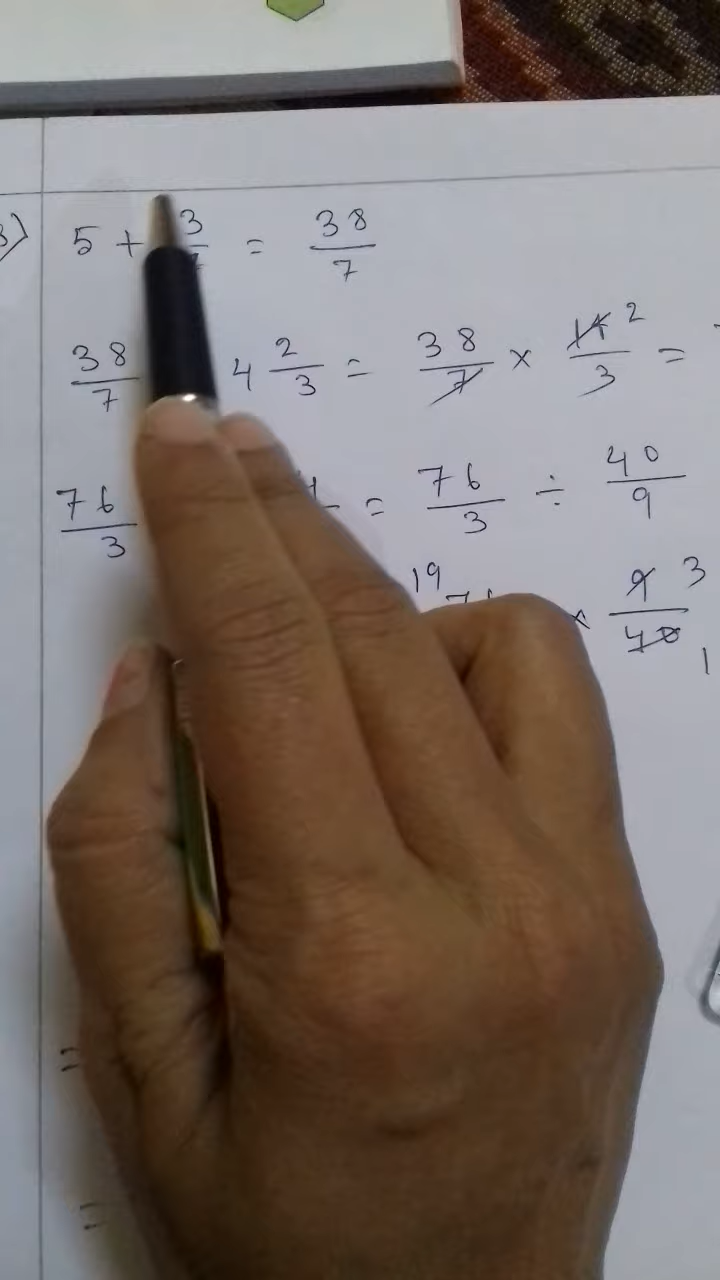 3) 5 + 3/7 = 38/7
38/7 4 2/3 = 38/7 × 14/3 2 =
76/3 = 76/3 ÷ 40/9
19 × 9/40 3 1
=
=